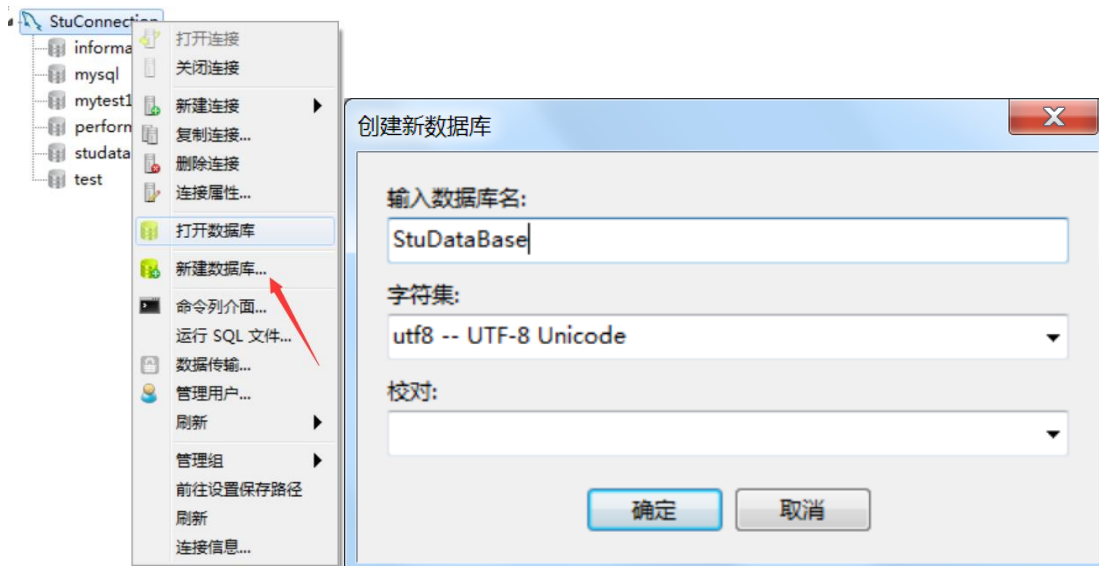 StuConnection
informa
mysql
mytest1
perform
studata
test
打开连接
关闭连接
新建连接
复制连接...
删除连接
连接属性...
打开数据库
新建数据库...
命令列介面...
运行 SQL 文件...
数据传输...
管理用户...
刷新
管理组
前往设置保存路径
刷新
连接信息...
创建新数据库
输入数据库名:
StuDataBase
字符集:
utf8 -- UTF-8 Unicode
校对:
确定
取消